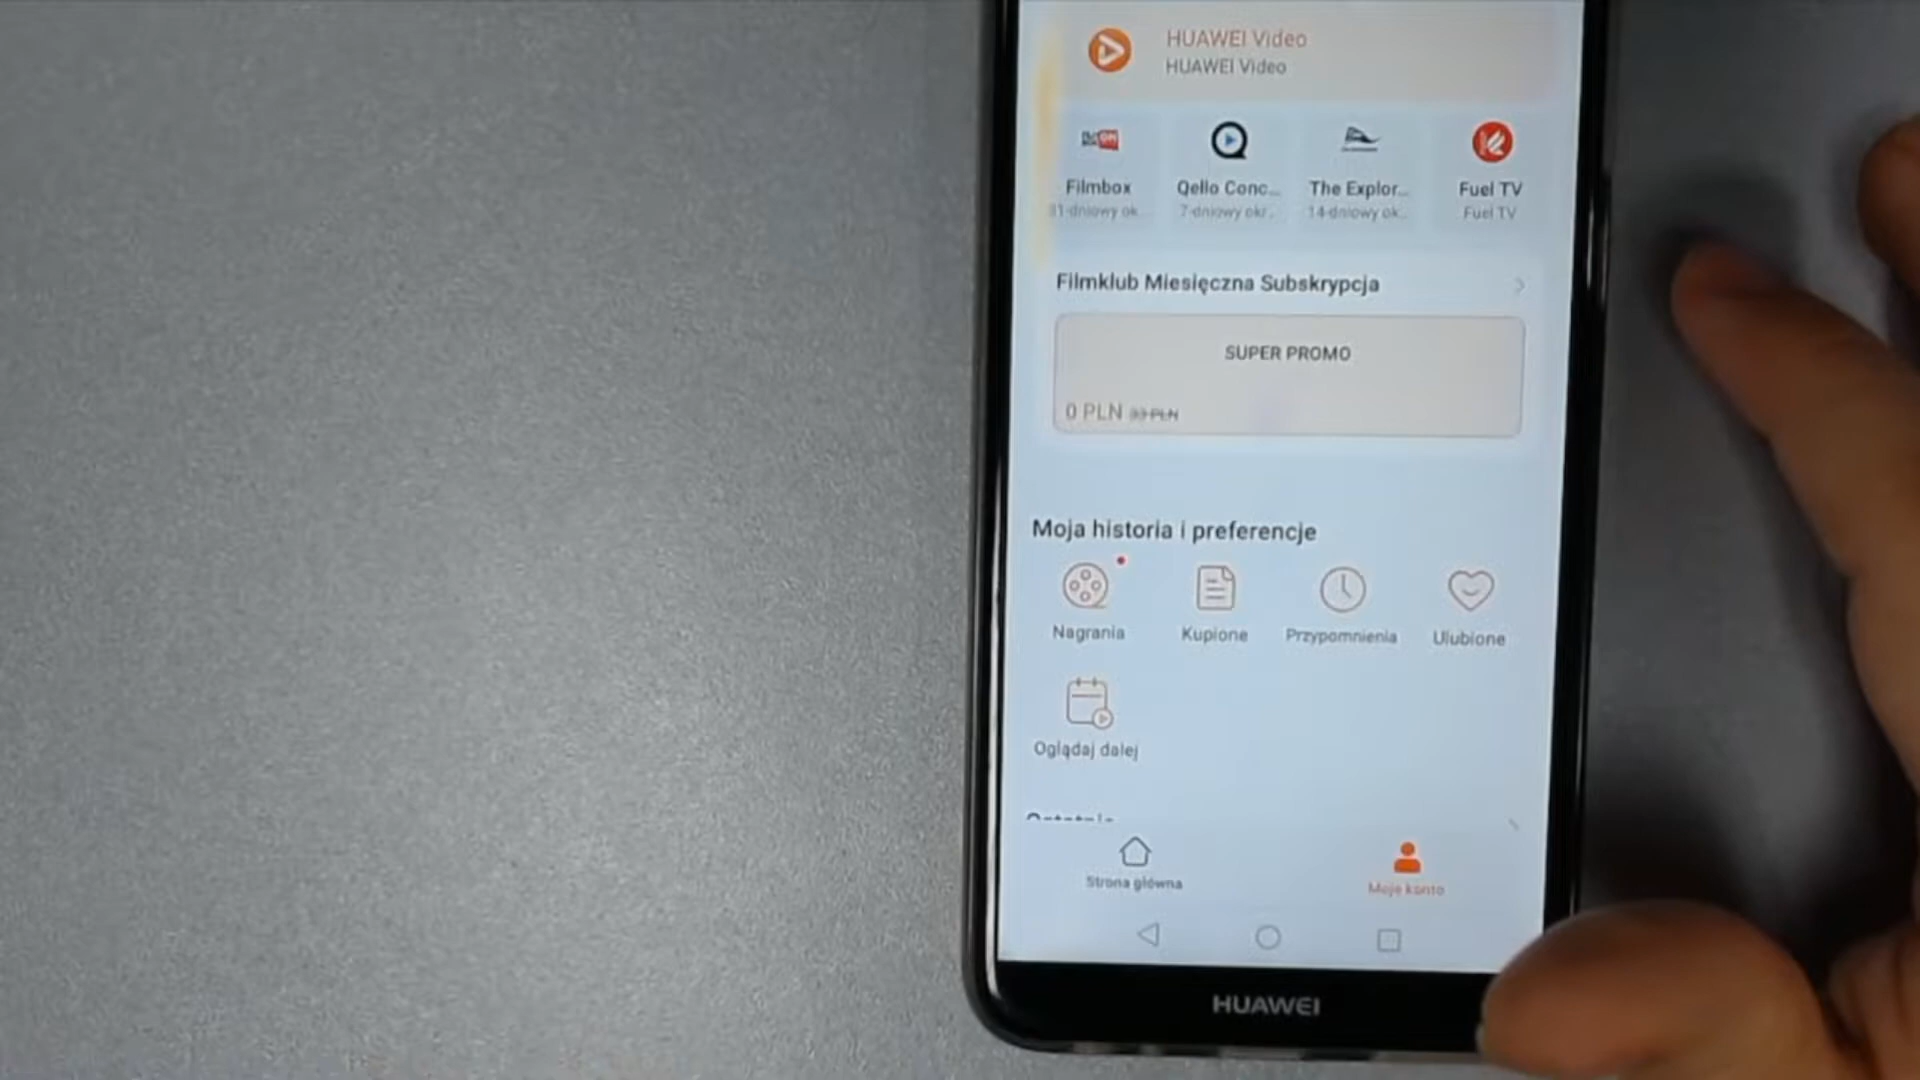 HUAWEI Video
HUAWEI Video
Filmbox
Qello Conc...
The Explor...
Fuel TV
31-dniowy ok...
7-dniowy okr...
14-dniowy ok...
Fuel TV
Filmklub Miesięczna Subskrypcja
SUPER PROMO
0 PLN 33 PLN
Moja historia i preferencje
Nagrania
Kupione
Przypomnienia
Ulubione
Oglądaj dalej
Strona główna
Moje konto
HUAWEI